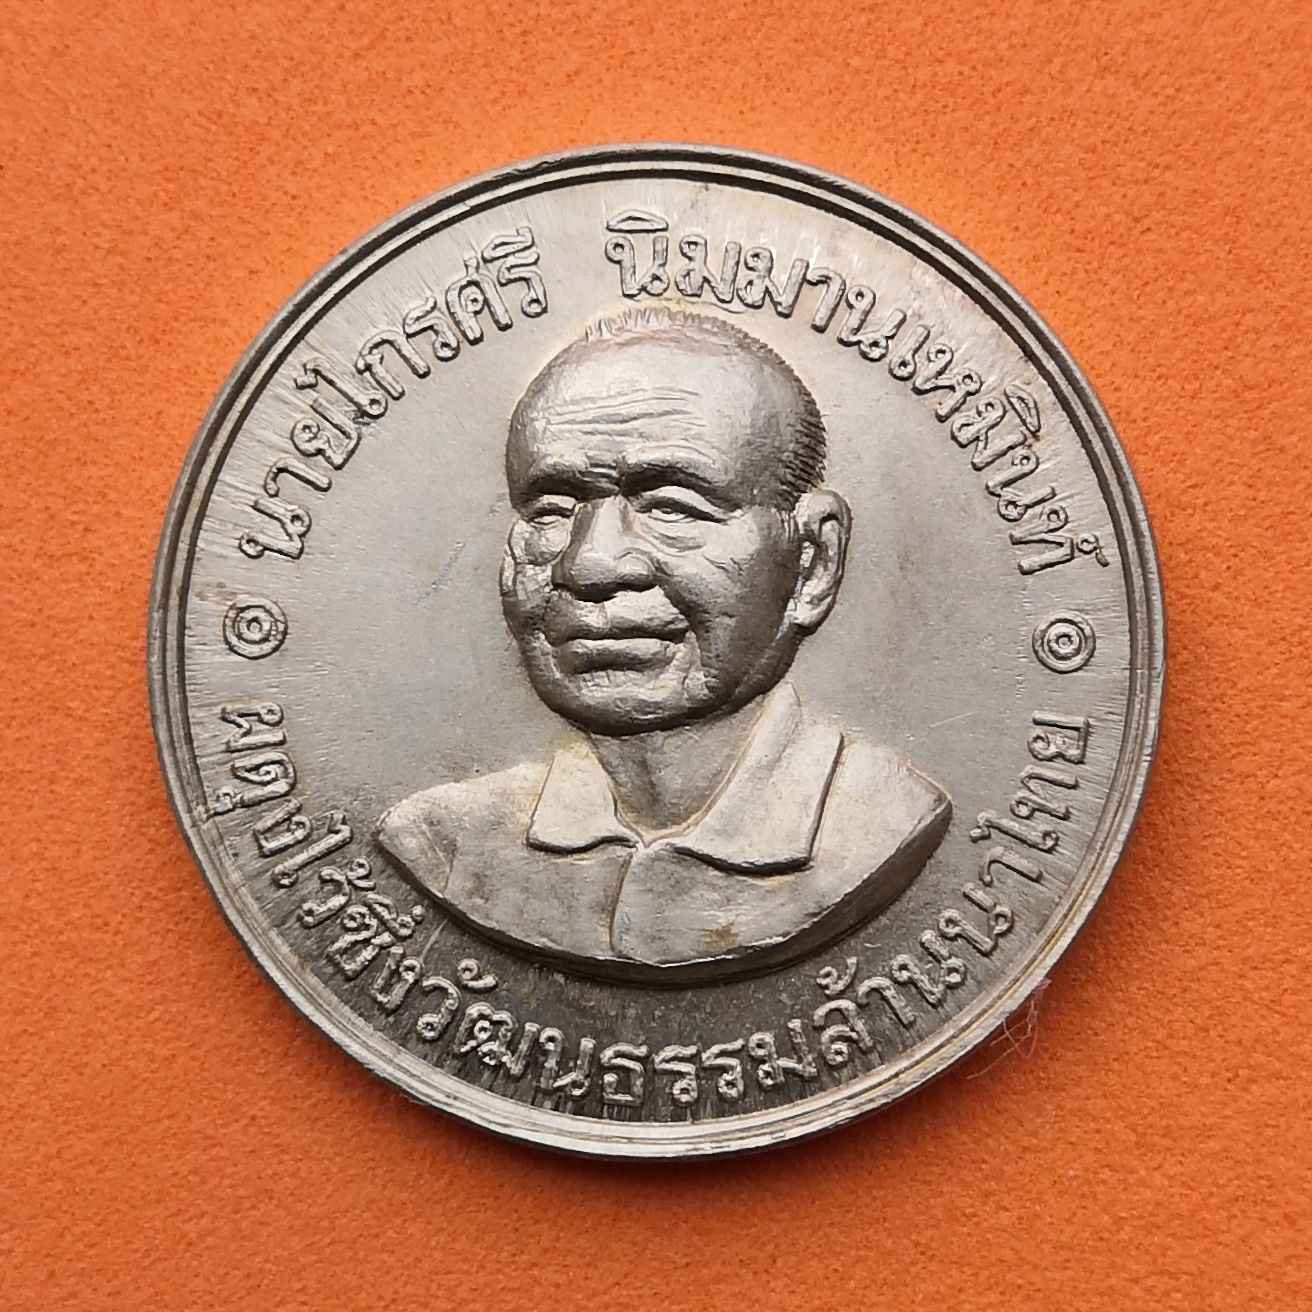 นายไกรศรี นิมมานเหมินท์
ผดุงไว้ซึ่งวัฒนธรรมล้านนาไทย